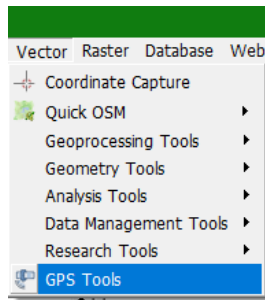 Vector Raster Database Web
Coordinate Capture
Quick OSM
Geoprocessing Tools
Geometry Tools
Analysis Tools
Data Management Tools
Research Tools
GPS Tools